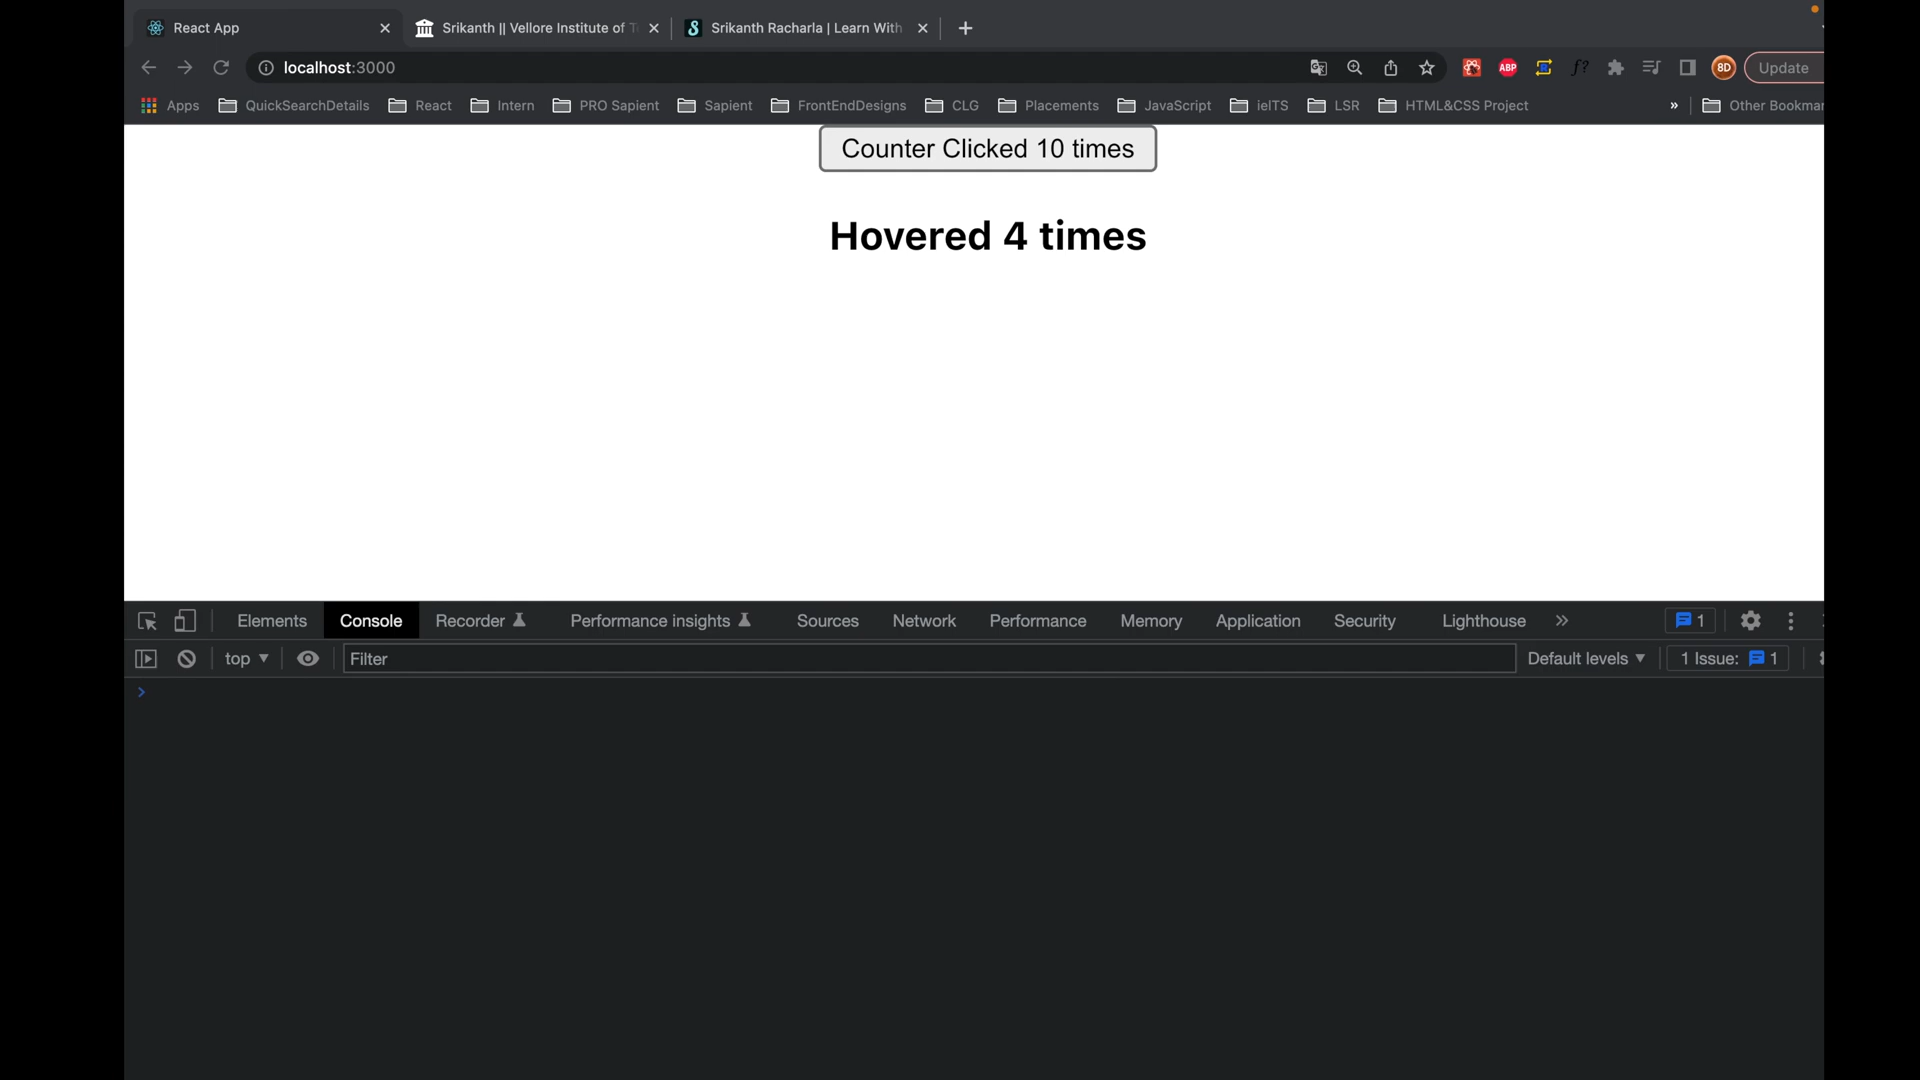 React App
Srikanth || Vellore Institute of T
Srikanth Racharla | Learn With
localhost:3000
ABP
f?
8D
Update
Apps
QuickSearchDetails
React
Intern
PRO Sapient
Sapient
FrontEndDesigns
CLG
Placements
JavaScript
ielTS
LSR
HTML&CSS Project
»
Other Bookmar
Counter Clicked 10 times
Hovered 4 times
Elements
Console
Recorder
Performance insights
Sources
Network
Performance
Memory
Application
Security
Lighthouse
»
1
top
Filter
Default levels
1 Issue:
1
>